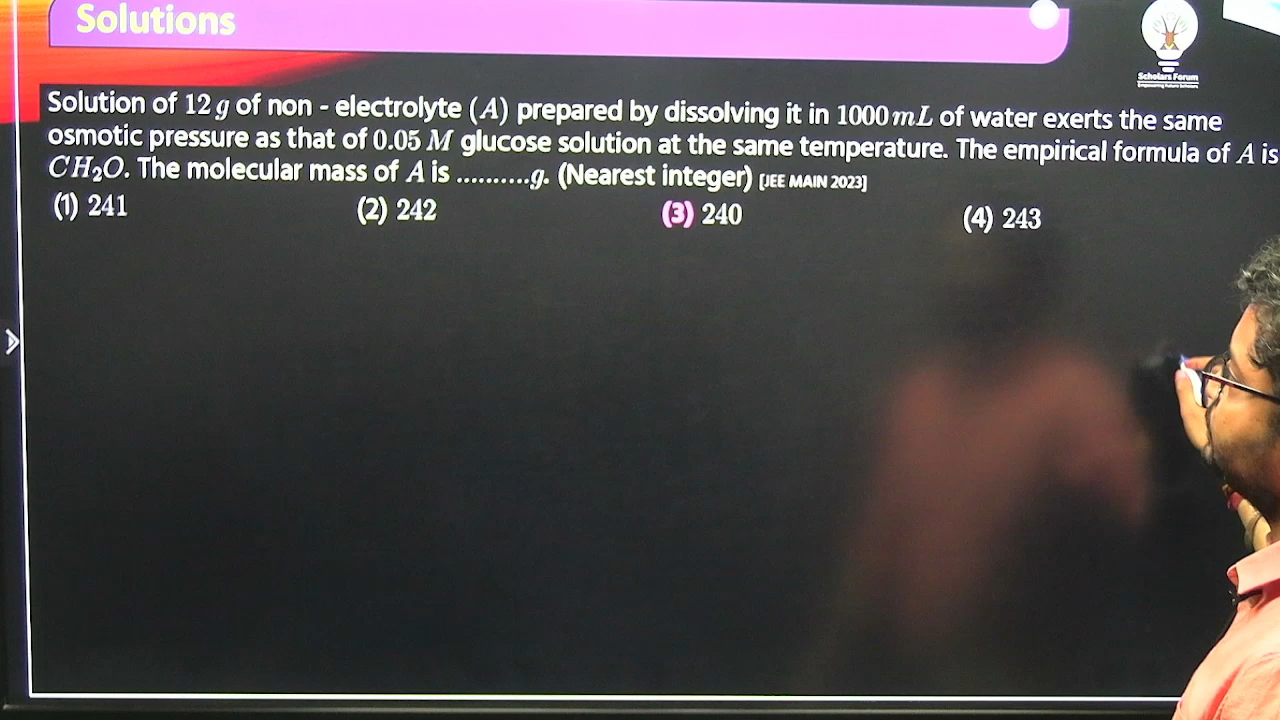 Solutions
Scholars Forum
Empowering Future Scholars
Solution of 12 g of non - electrolyte (A) prepared by dissolving it in 1000 mL of water exerts the same
osmotic pressure as that of 0.05 M glucose solution at the same temperature. The empirical formula of A is
CH₂O. The molecular mass of A is ..........g. (Nearest integer) [JEE MAIN 2023]
(1) 241 (2) 242 (3) 240 (4) 243